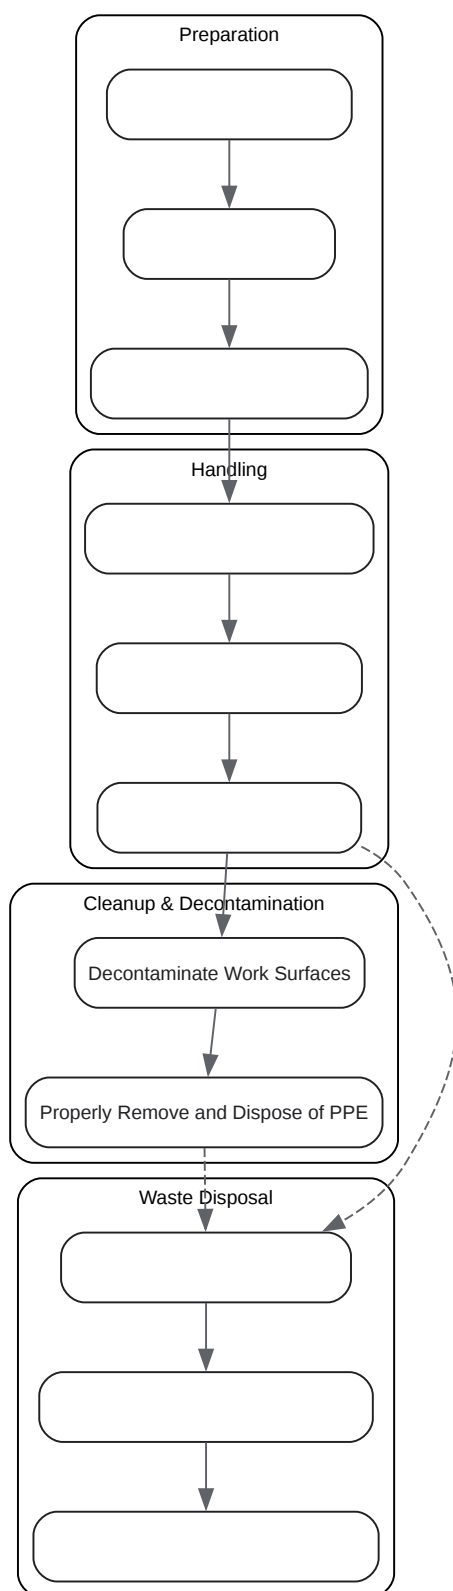 Preparation
Handling
Cleanup & Decontamination
Decontaminate Work Surfaces
Properly Remove and Dispose of PPE
Waste Disposal